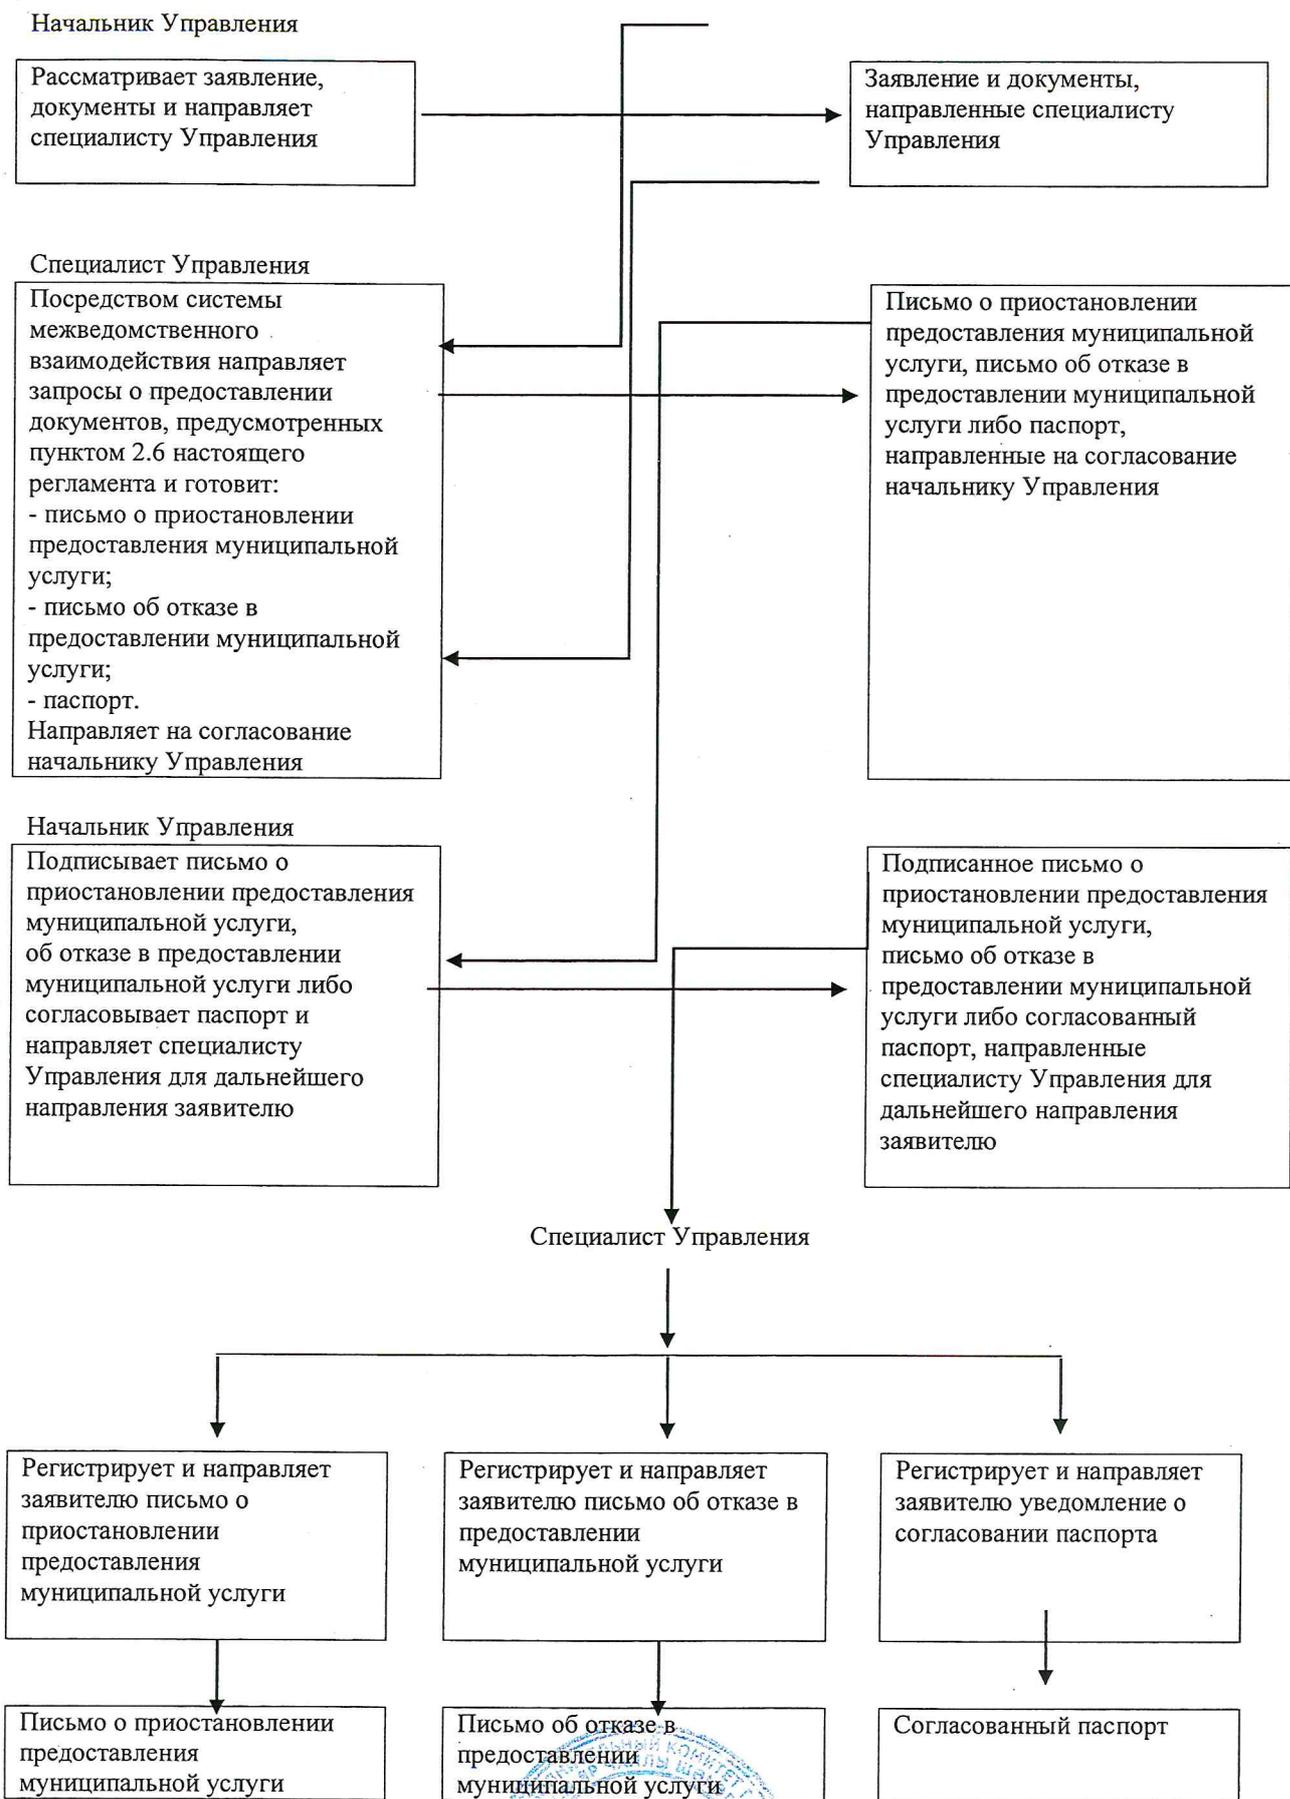 Начальник Управления
Рассматривает заявление,
документы и направляет
специалисту Управления
Заявление и документы,
направленные специалисту
Управления
Специалист Управления
Посредством системы
межведомственного
взаимодействия направляет
запросы о предоставлении
документов, предусмотренных
пунктом 2.6 настоящего
регламента и готовит:
- письмо о приостановлении
предоставления муниципальной
услуги;
- письмо об отказе в
предоставлении муниципальной
услуги;
- паспорт.
Направляет на согласование
начальнику Управления
Письмо о приостановлении
предоставления муниципальной
услуги, письмо об отказе в
предоставлении муниципальной
услуги либо паспорт,
направленные на согласование
начальнику Управления
Начальник Управления
Подписывает письмо о
приостановлении предоставления
муниципальной услуги,
об отказе в предоставлении
муниципальной услуги либо
согласовывает паспорт и
направляет специалисту
Управления для дальнейшего
направления заявителю
Подписанное письмо о
приостановлении предоставления
муниципальной услуги,
письмо об отказе в
предоставлении муниципальной
услуги либо согласованный
паспорт, направленные
специалисту Управления для
дальнейшего направления
заявителю
Специалист Управления
Регистрирует и направляет
заявителю письмо о
приостановлении
предоставления
муниципальной услуги
Регистрирует и направляет
заявителю письмо об отказе в
предоставлении
муниципальной услуги
Регистрирует и направляет
заявителю уведомление о
согласовании паспорта
Письмо о приостановлении
предоставления
муниципальной услуги
Письмо об отказе в
предоставлении
муниципальной услуги
Согласованный паспорт